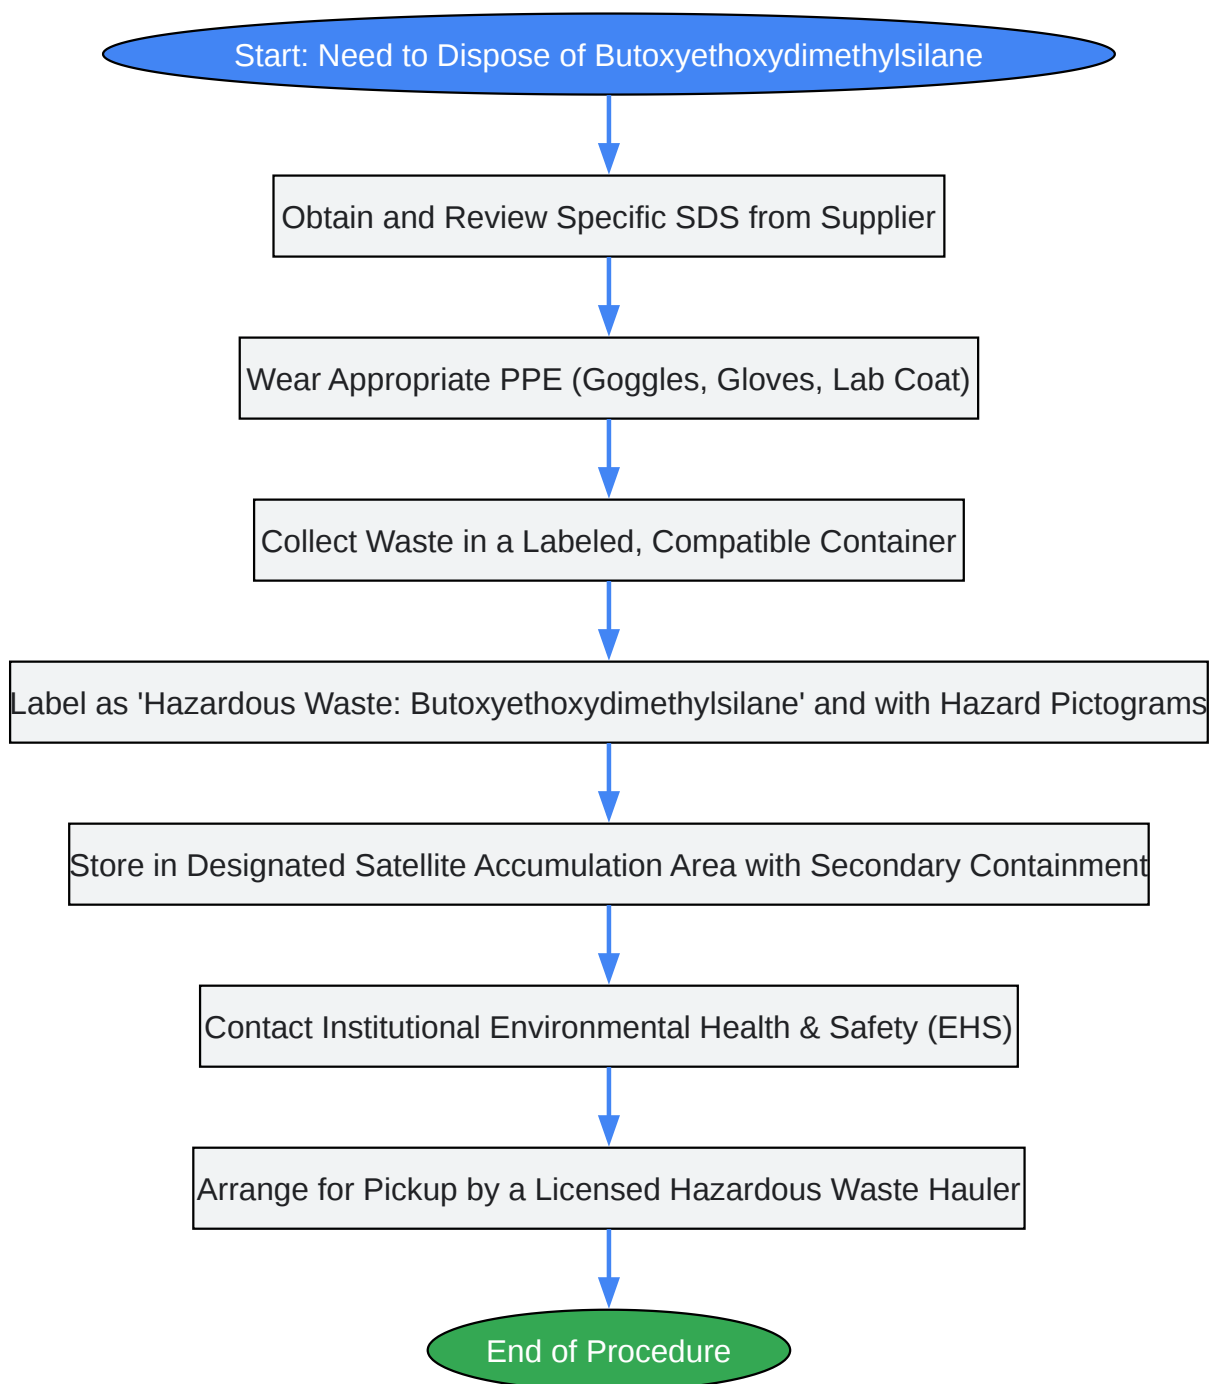 Start: Need to Dispose of Butoxyethoxydimethylsilane
Obtain and Review Specific SDS from Supplier
Wear Appropriate PPE (Goggles, Gloves, Lab Coat)
Collect Waste in a Labeled, Compatible Container
Label as 'Hazardous Waste: Butoxyethoxydimethylsilane' and with Hazard Pictograms
Store in Designated Satellite Accumulation Area with Secondary Containment
Contact Institutional Environmental Health & Safety (EHS)
Arrange for Pickup by a Licensed Hazardous Waste Hauler
End of Procedure